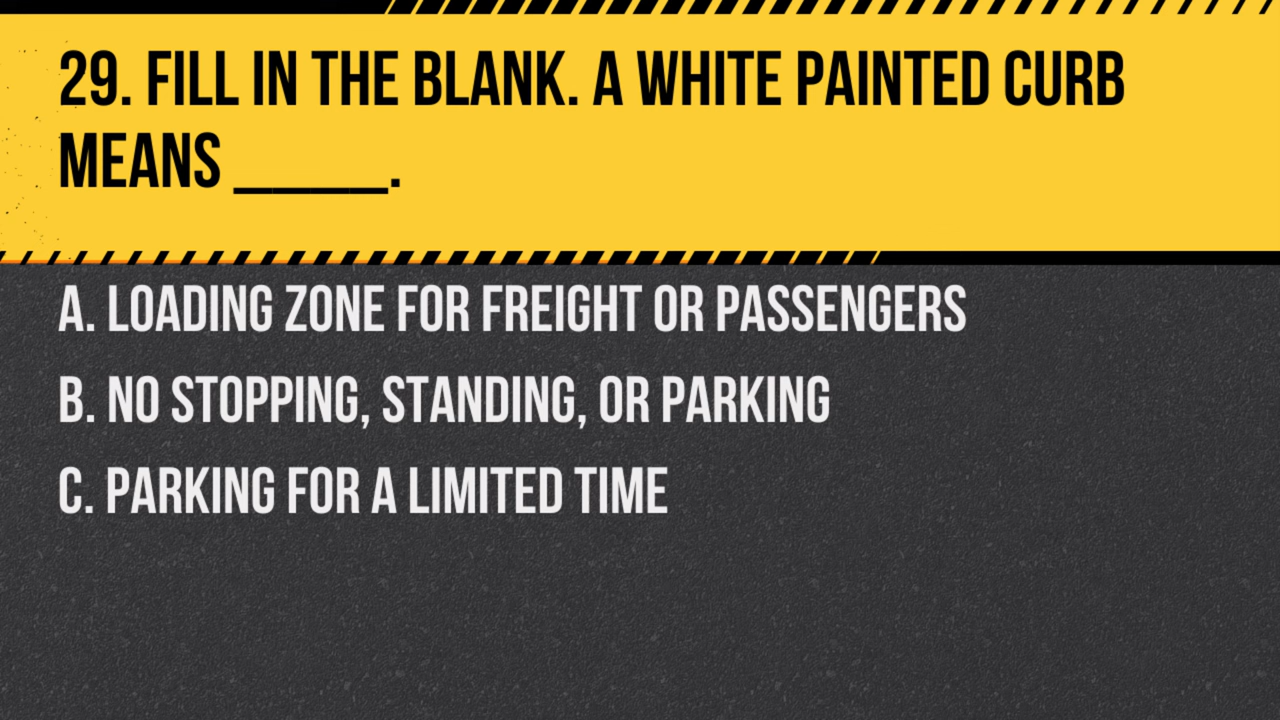 29. FILL IN THE BLANK. A WHITE PAINTED CURB
MEANS ____.
A. LOADING ZONE FOR FREIGHT OR PASSENGERS
B. NO STOPPING, STANDING, OR PARKING
C. PARKING FOR A LIMITED TIME